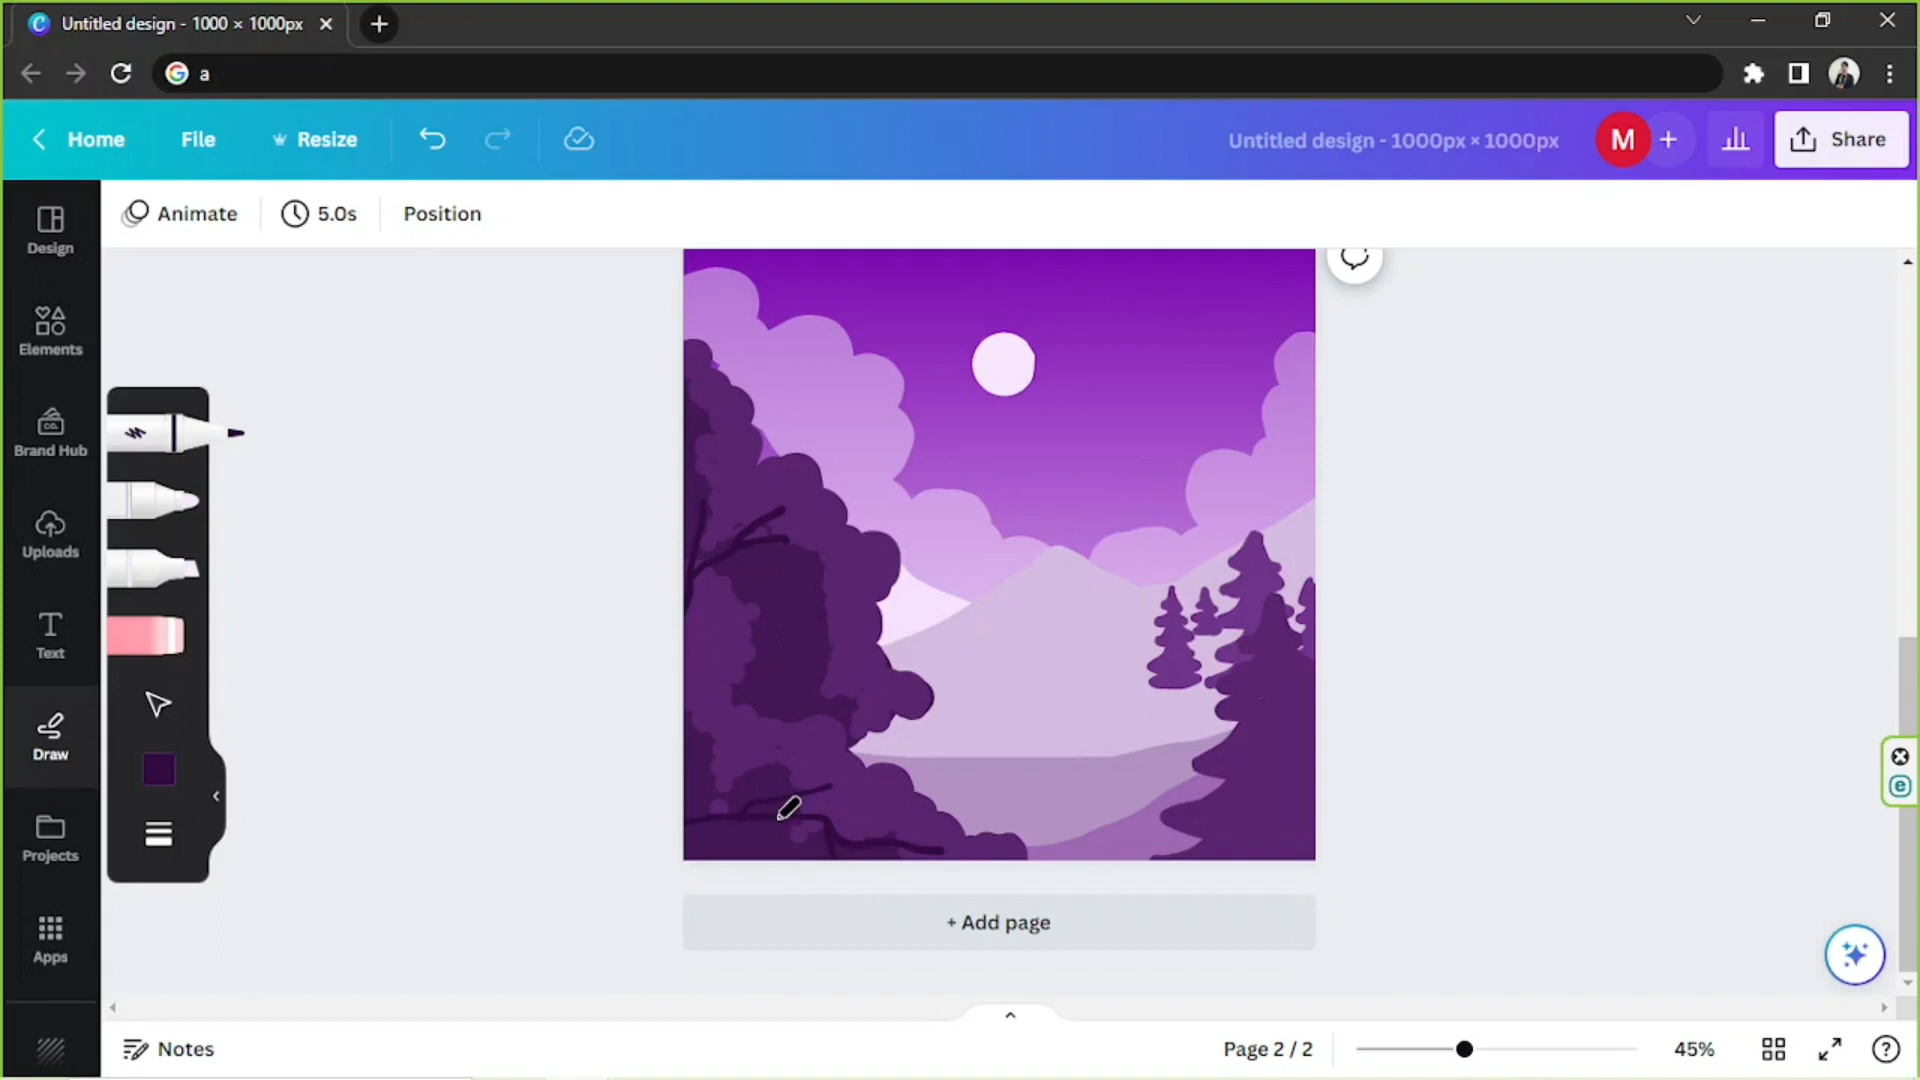 Untitled design - 1000 × 1000px
a
Home
File
Resize
Untitled design - 1000px × 1000px
M
Share
Animate
5.0s
Position
Design
Elements
CO.
Brand Hub
Uploads
Text
Draw
Projects
Apps
+ Add page
Notes
Page 2 / 2
45%